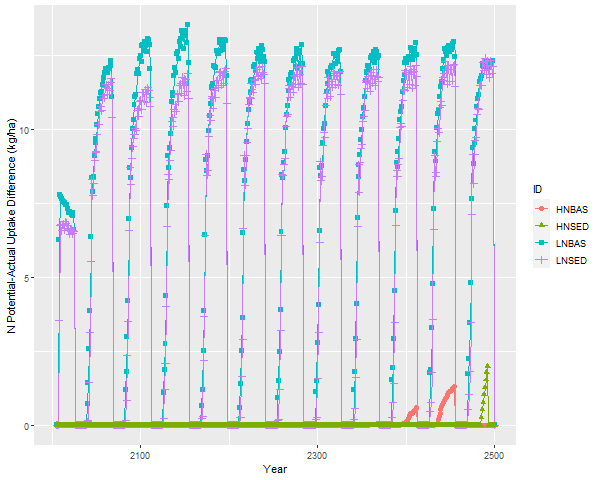 N Potential-Actual Uptake Difference (kg/ha)
10
5
0
2100
2300
2500
Year
ID
HNBAS
HNSED
LNBAS
LNSED